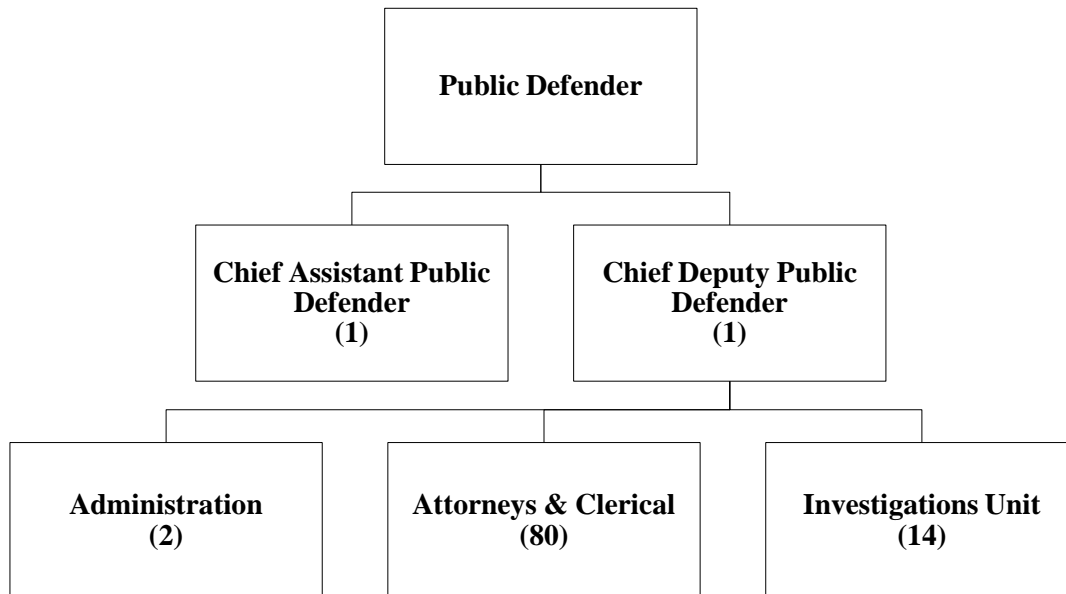 Public Defender
Chief Assistant Public
Defender
(1)
Chief Deputy Public
Defender
(1)
Administration
(2)
Attorneys & Clerical
(80)
Investigations Unit
(14)